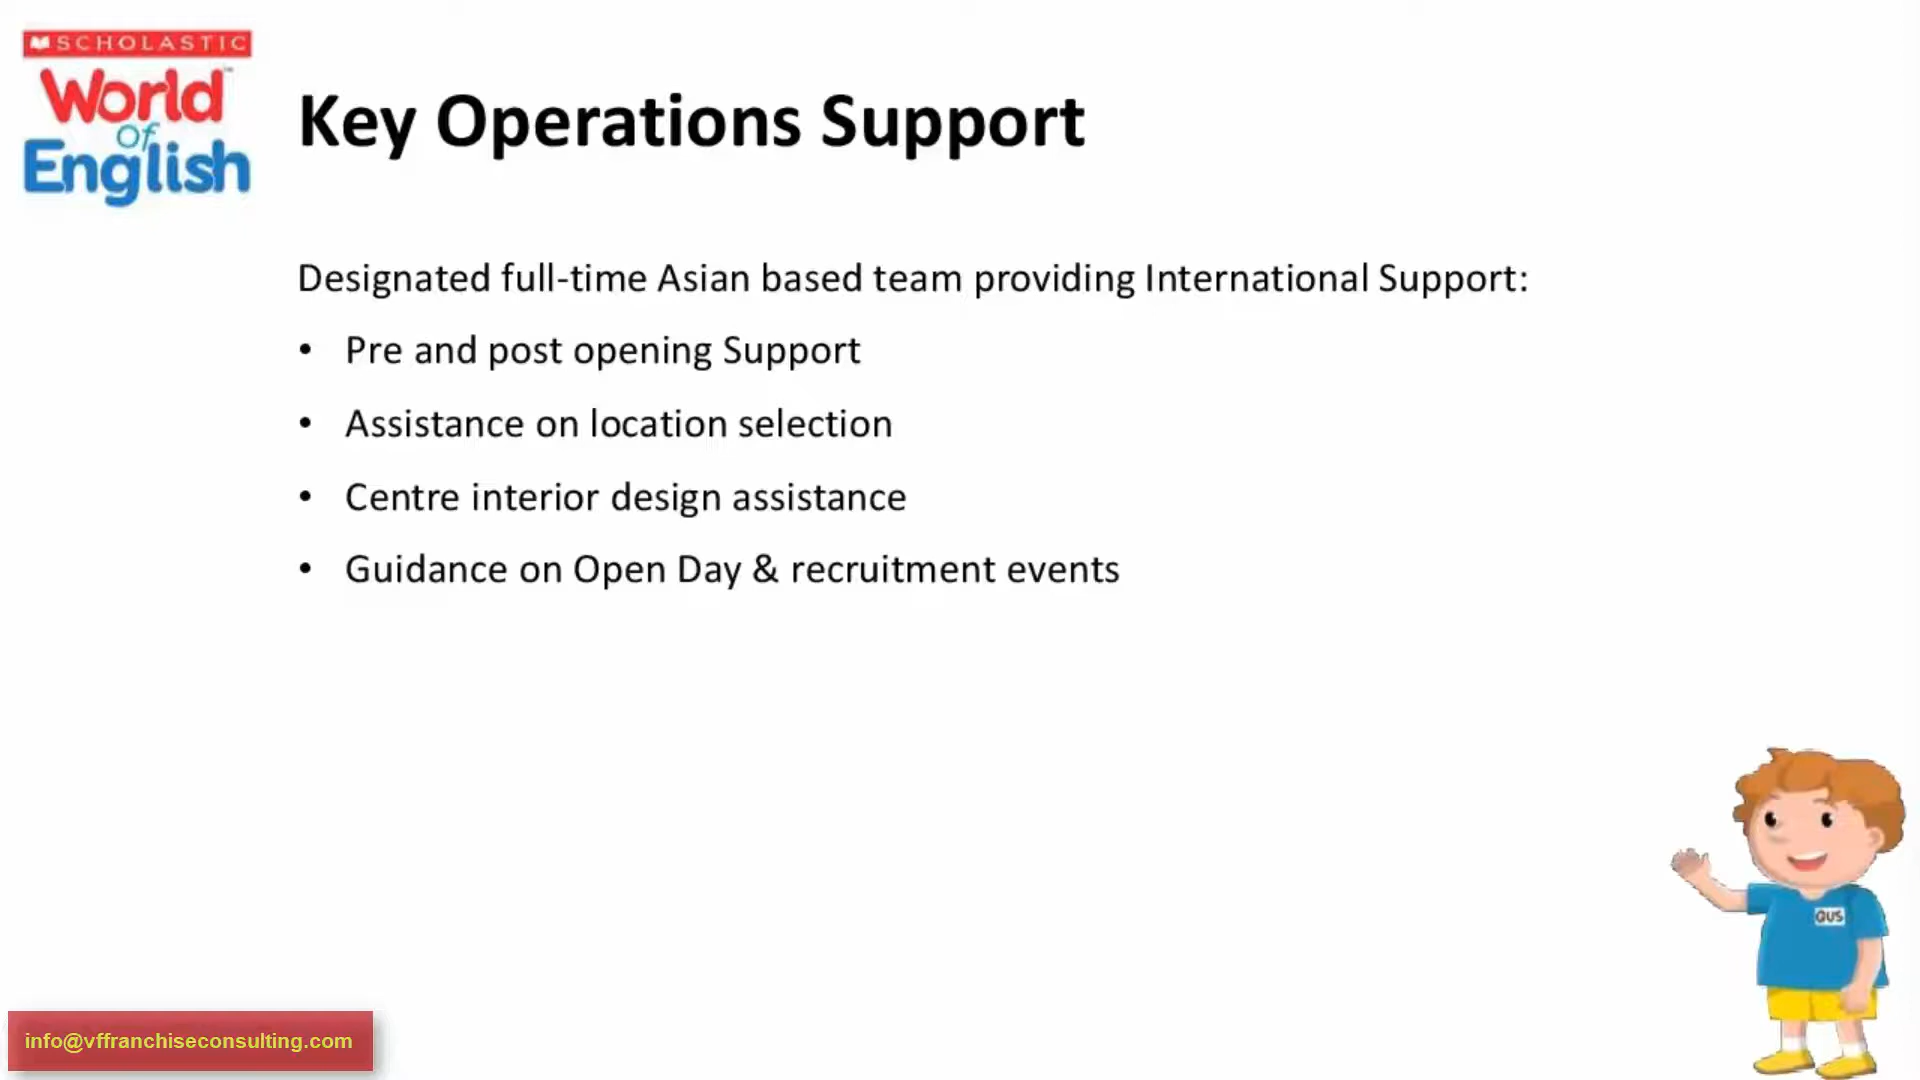 SCHOLASTIC
World™
Of
English
Key Operations Support
Designated full-time Asian based team providing International Support:
• Pre and post opening Support
• Assistance on location selection
• Centre interior design assistance
• Guidance on Open Day & recruitment events
GUS
info@vffranchiseconsulting.com